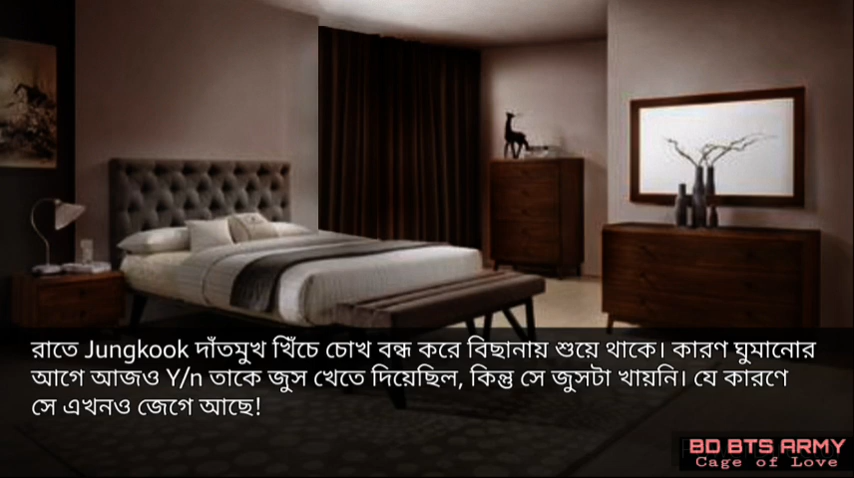 রাতে Jungkook দাঁতমুখ খিঁচে চোখ বন্ধ করে বিছানায় শুয়ে থাকে। কারণ ঘুমানোর
আগে আজও Y/n তাকে জুস খেতে দিয়েছিল, কিন্তু সে জুসটা খায়নি। যে কারণে
সে এখনও জেগে আছে!
BD BTS ARMY
Cage of Love